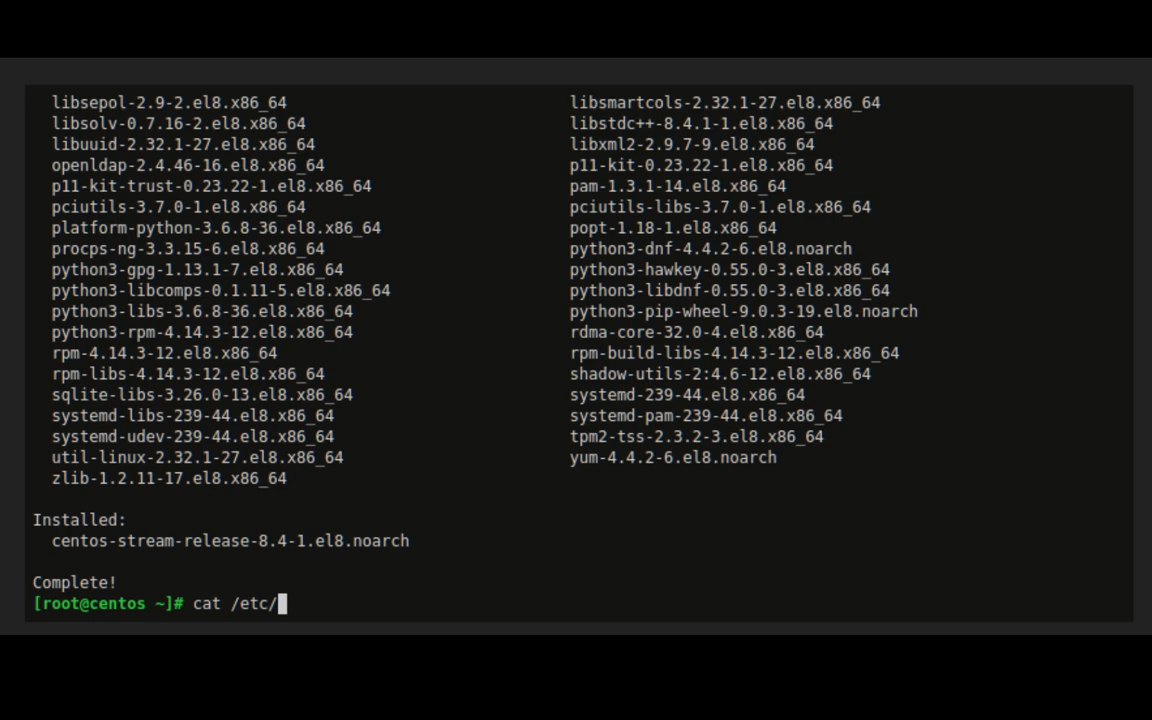 libsepol-2.9-2.el8.x86_64 libsmartcols-2.32.1-27.el8.x86_64
libsolv-0.7.16-2.el8.x86_64 libstdc++-8.4.1-1.el8.x86_64
libuuid-2.32.1-27.el8.x86_64 libxml2-2.9.7-9.el8.x86_64
openldap-2.4.46-16.el8.x86_64 p11-kit-0.23.22-1.el8.x86_64
p11-kit-trust-0.23.22-1.el8.x86_64 pam-1.3.1-14.el8.x86_64
pciutils-3.7.0-1.el8.x86_64 pciutils-libs-3.7.0-1.el8.x86_64
platform-python-3.6.8-36.el8.x86_64 popt-1.18-1.el8.x86_64
procps-ng-3.3.15-6.el8.x86_64 python3-dnf-4.4.2-6.el8.noarch
python3-gpg-1.13.1-7.el8.x86_64 python3-hawkey-0.55.0-3.el8.x86_64
python3-libcomps-0.1.11-5.el8.x86_64 python3-libdnf-0.55.0-3.el8.x86_64
python3-libs-3.6.8-36.el8.x86_64 python3-pip-wheel-9.0.3-19.el8.noarch
python3-rpm-4.14.3-12.el8.x86_64 rdma-core-32.0-4.el8.x86_64
rpm-4.14.3-12.el8.x86_64 rpm-build-libs-4.14.3-12.el8.x86_64
rpm-libs-4.14.3-12.el8.x86_64 shadow-utils-2:4.6-12.el8.x86_64
sqlite-libs-3.26.0-13.el8.x86_64 systemd-239-44.el8.x86_64
systemd-libs-239-44.el8.x86_64 systemd-pam-239-44.el8.x86_64
systemd-udev-239-44.el8.x86_64 tpm2-tss-2.3.2-3.el8.x86_64
util-linux-2.32.1-27.el8.x86_64 yum-4.4.2-6.el8.noarch
zlib-1.2.11-17.el8.x86_64
Installed:
centos-stream-release-8.4-1.el8.noarch
Complete!
[root@centos ~]# cat /etc/